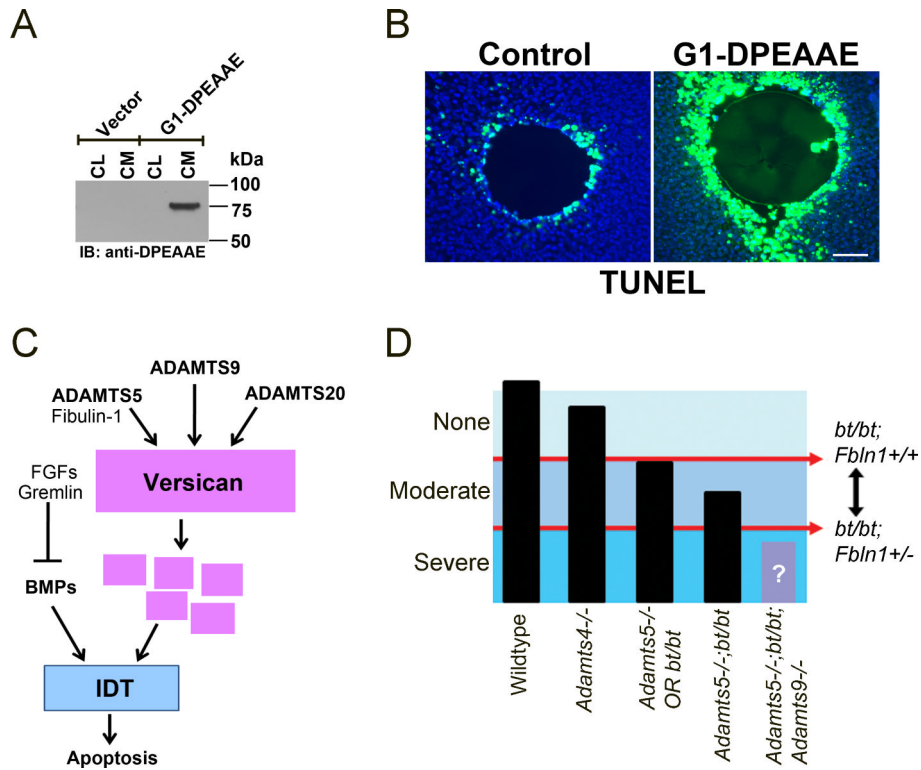 A
Vector
G1-DPEAAE
CL
CM
CL
CM
kDa
100
75
50
IB: anti-DPEAAE
B
Control
G1-DPEAAE
TUNEL
C
ADAMTS9
ADAMTS5
Fibulin-1
ADAMTS20
FGFs
Gremlin
Versican
BMPs
IDT
Apoptosis
D
None
Moderate
Severe
bt/bt;
Fbln1+/+
bt/bt;
Fbln1+/-
?
Wildtype
Adamts4-/-
Adamts5-/-
OR bt/bt
Adamts5-/-;bt/bt
Adamts5-/-;bt/bt;
Adamts9-/-